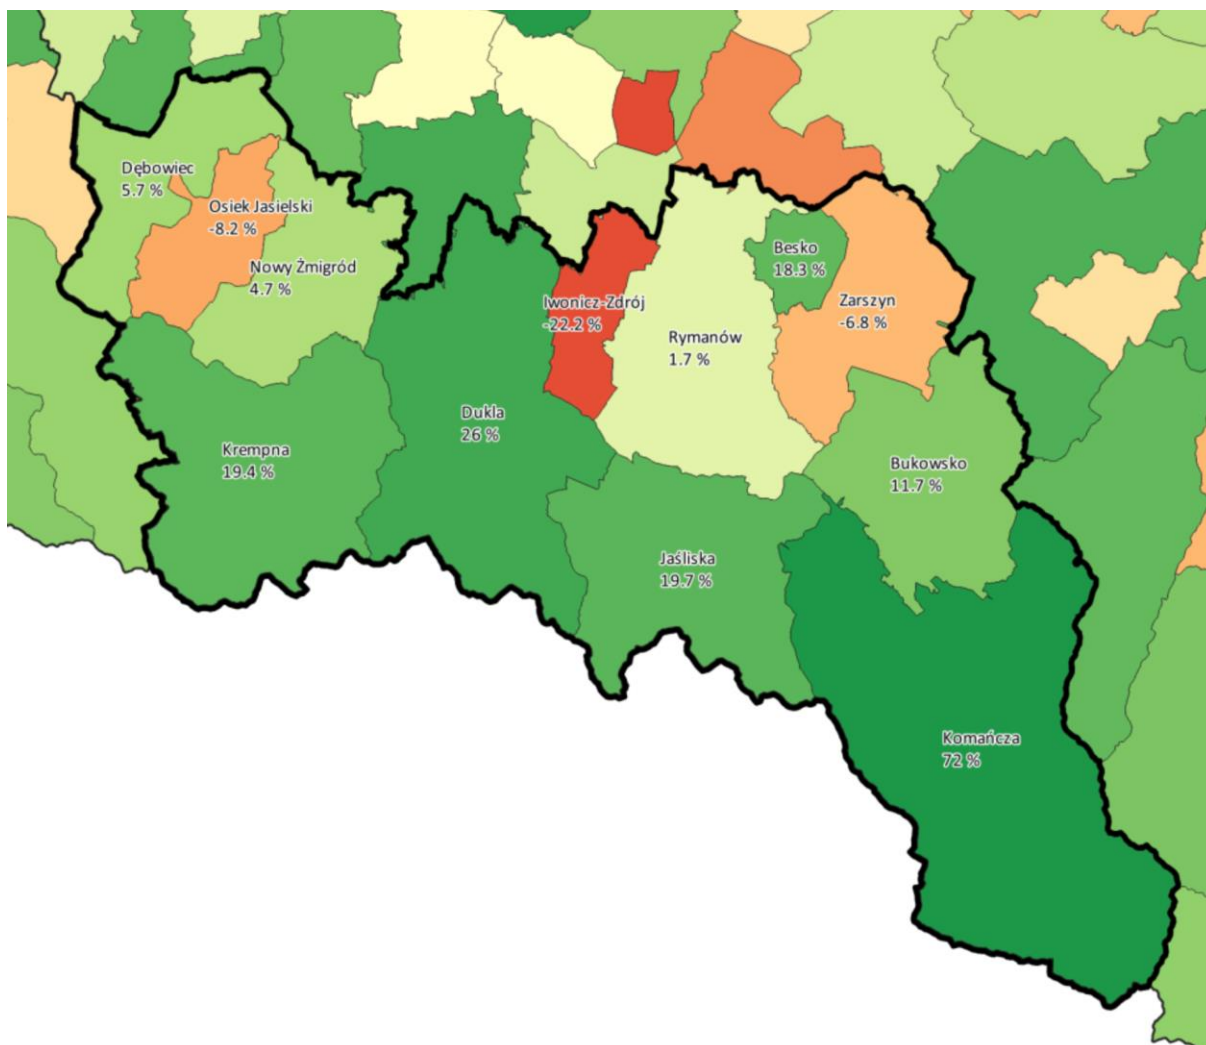 Dębowiec
5.7 %
Osiek Jasielski
-8.2 %
Nowy Żmigród
4.7 %
Besko
18.3 %
Iwonicz-Zdrój
-22.2 %
Zarszyn
-6.8 %
Rymanów
1.7 %
Dukla
26 %
Krempna
19.4 %
Bukowsko
11.7 %
Jaśliska
19.7 %
Komańcza
72 %